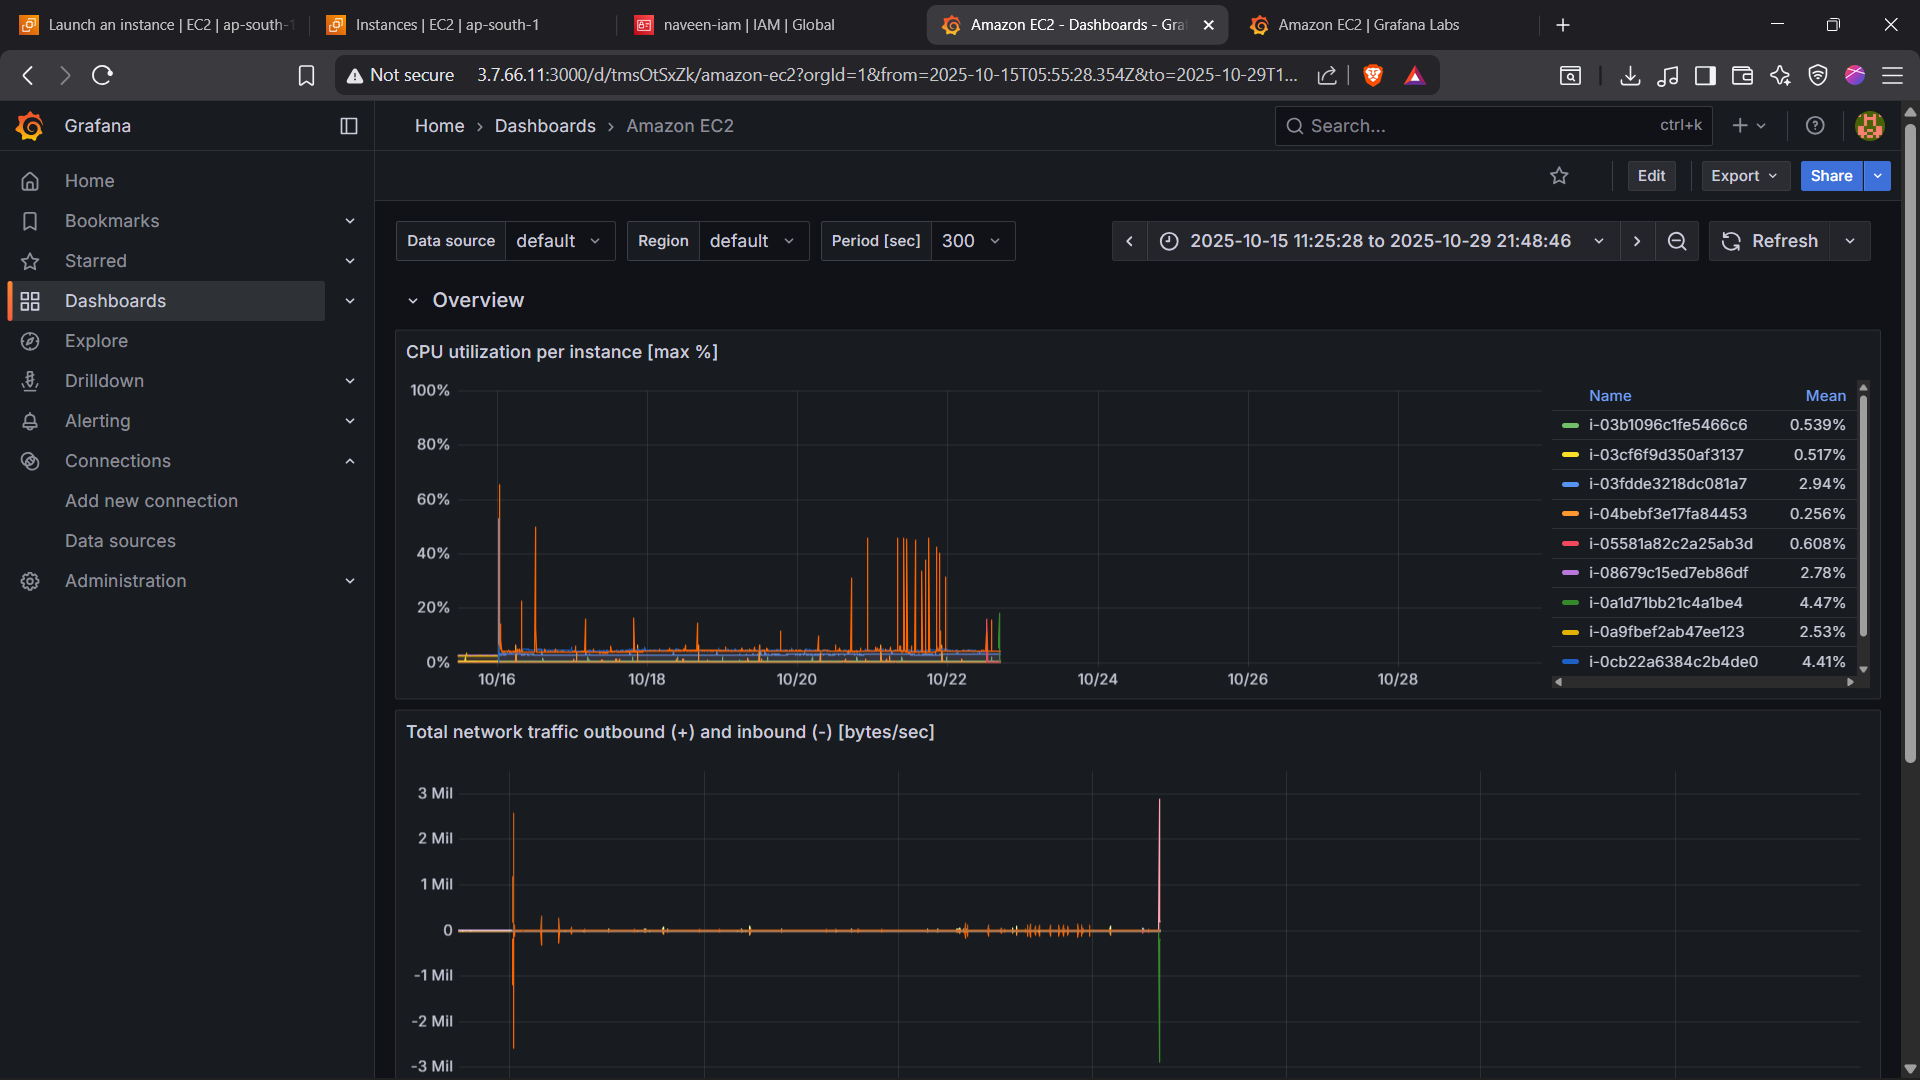 Launch an instance | EC2 | ap-south-1
Instances | EC2 | ap-south-1
naveen-iam | IAM | Global
Amazon EC2 - Dashboards - Gra
Amazon EC2 | Grafana Labs
Not secure
3.7.66.11:3000/d/tmsOtSxZk/amazon-ec2?orgId=1&from=2025-10-15T05:55:28.354Z&to=2025-10-29T1...
Grafana
Home › Dashboards › Amazon EC2
Search...
ctrl+k
Edit
Export
Share
Home
Bookmarks
Starred
Dashboards
Explore
Drilldown
Alerting
Connections
Add new connection
Data sources
Administration
Data source default
Region default
Period [sec] 300
2025-10-15 11:25:28 to 2025-10-29 21:48:46
Refresh
Overview
CPU utilization per instance [max %]
100%
80%
60%
40%
20%
0%
10/16 10/18 10/20 10/22 10/24 10/26 10/28
Name Mean
i-03b1096c1fe5466c6 0.539%
i-03cf6f9d350af3137 0.517%
i-03fdde3218dc081a7 2.94%
i-04bebf3e17fa84453 0.256%
i-05581a82c2a25ab3d 0.608%
i-08679c15ed7eb86df 2.78%
i-0a1d71bb21c4a1be4 4.47%
i-0a9fbef2ab47ee123 2.53%
i-0cb22a6384c2b4de0 4.41%
Total network traffic outbound (+) and inbound (-) [bytes/sec]
3 Mil
2 Mil
1 Mil
0
-1 Mil
-2 Mil
-3 Mil